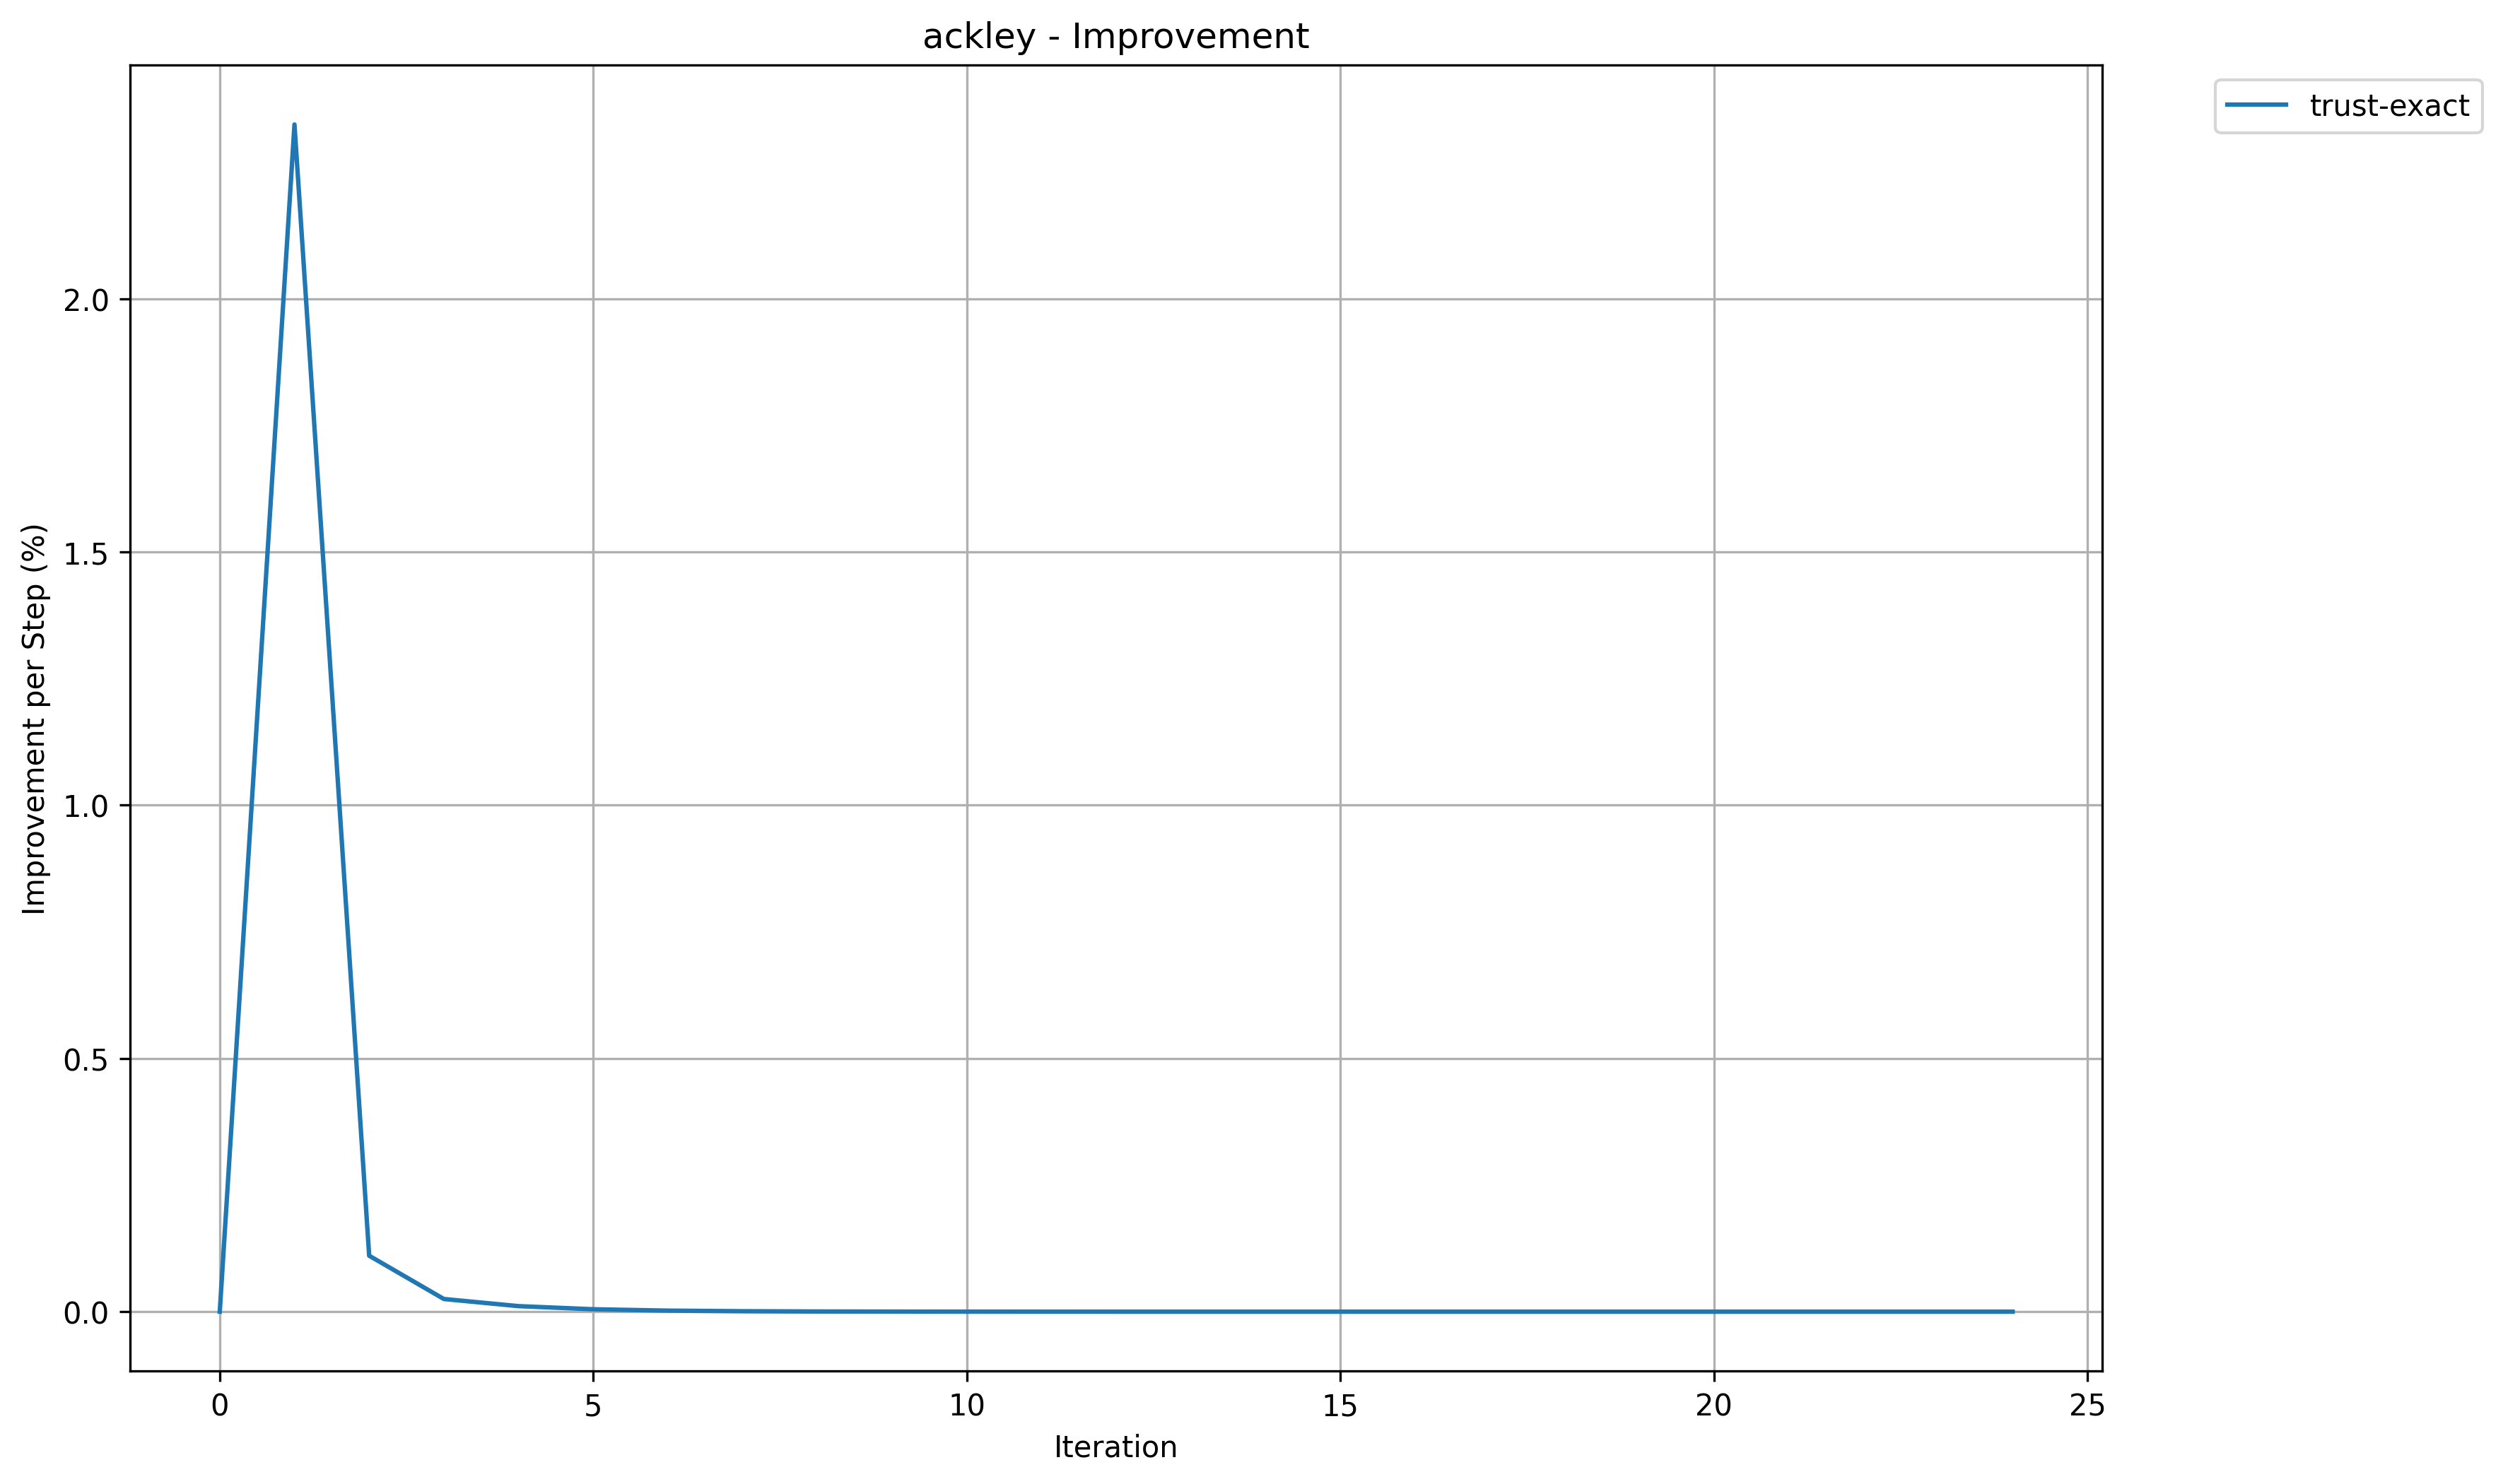 ackley - Improvement
trust-exact
Improvement per Step (%)
2.0
1.5
1.0
0.5
0.0
0 5 10 15 20 25
Iteration